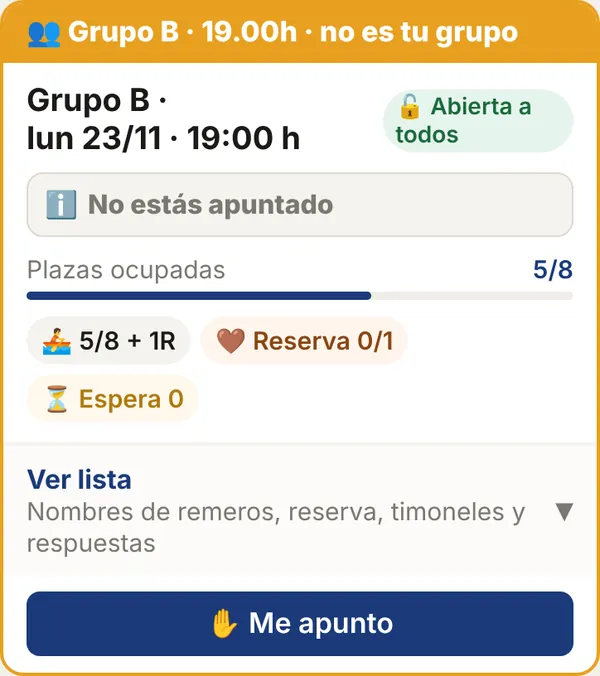 👥 Grupo B · 19.00h · no es tu grupo
Grupo B ·
lun 23/11 · 19:00 h
🔓 Abierta a
todos
ℹ️ No estás apuntado
Plazas ocupadas 5/8
🚣 5/8 + 1R
🤎 Reserva 0/1
⏳ Espera 0
Ver lista
Nombres de remeros, reserva, timoneles y ▼
respuestas
✋ Me apunto